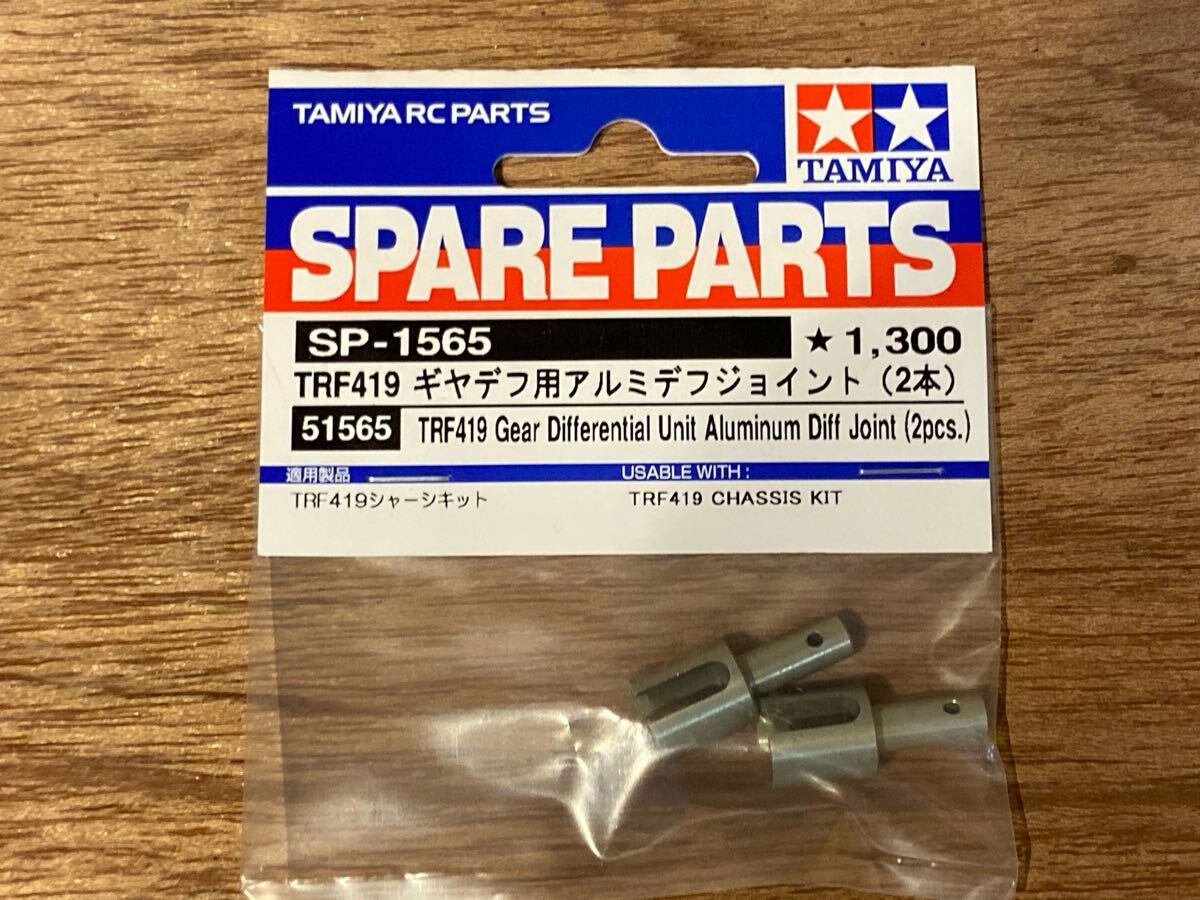 TAMIYA RC PARTS
TAMIYA
SPARE PARTS
SP-1565 ★ 1,300
TRF419 ギヤデフ用アルミデフジョイント (2本)
51565 TRF419 Gear Differential Unit Aluminum Diff Joint (2pcs.)
適用製品 USABLE WITH :
TRF419シャーシキット TRF419 CHASSIS KIT